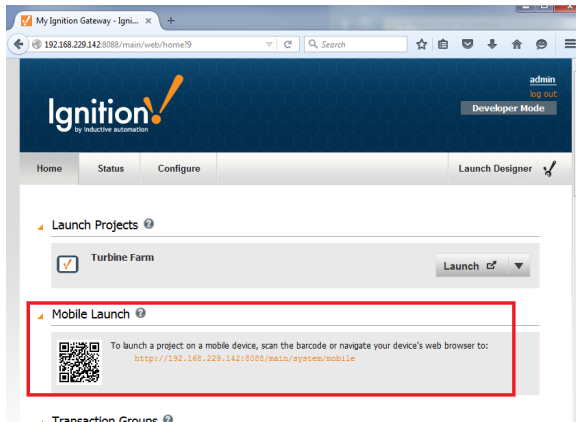 My Ignition Gateway - Igni...
192.168.229.142:8088/main/web/home?9
Search
Ignition!
by inductive automation
admin
log out
Developer Mode
Home
Status
Configure
Launch Designer
Launch Projects
Turbine Farm
Launch
Mobile Launch
To launch a project on a mobile device, scan the barcode or navigate your device's web browser to:
http://192.168.229.142:8088/main/system/mobile
Transaction Groups